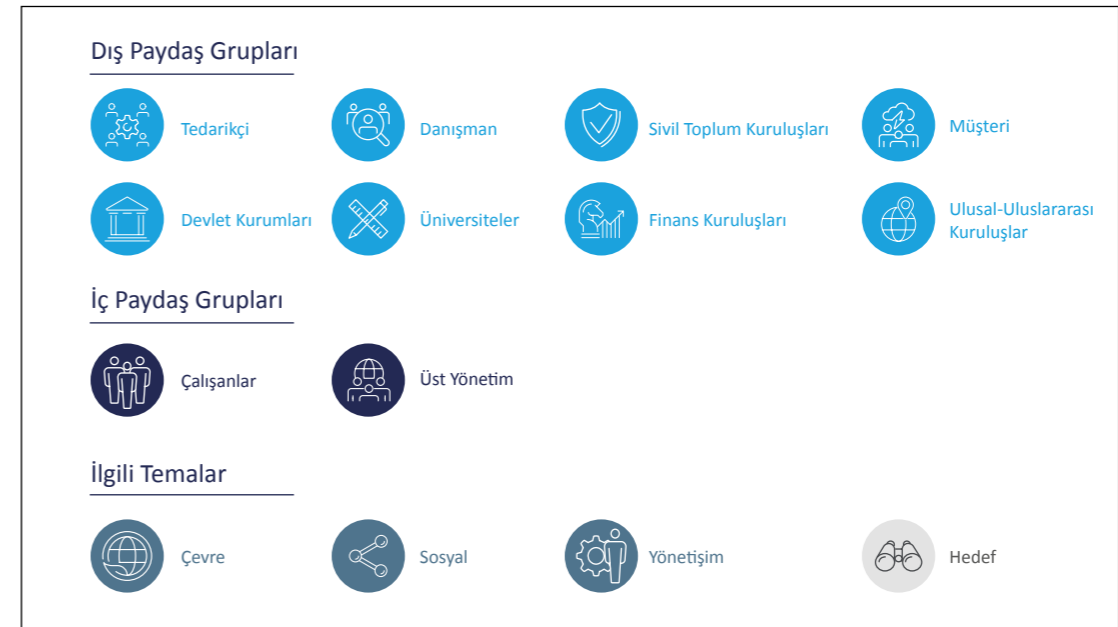 Dış Paydaş Grupları
Tedarikçi
Danışman
Sivil Toplum Kuruluşları
Müşteri
Devlet Kurumları
Üniversiteler
Finans Kuruluşları
Ulusal-Uluslararası
Kuruluşlar
İç Paydaş Grupları
Çalışanlar
Üst Yönetim
İlgili Temalar
Çevre
Sosyal
Yönetişim
Hedef